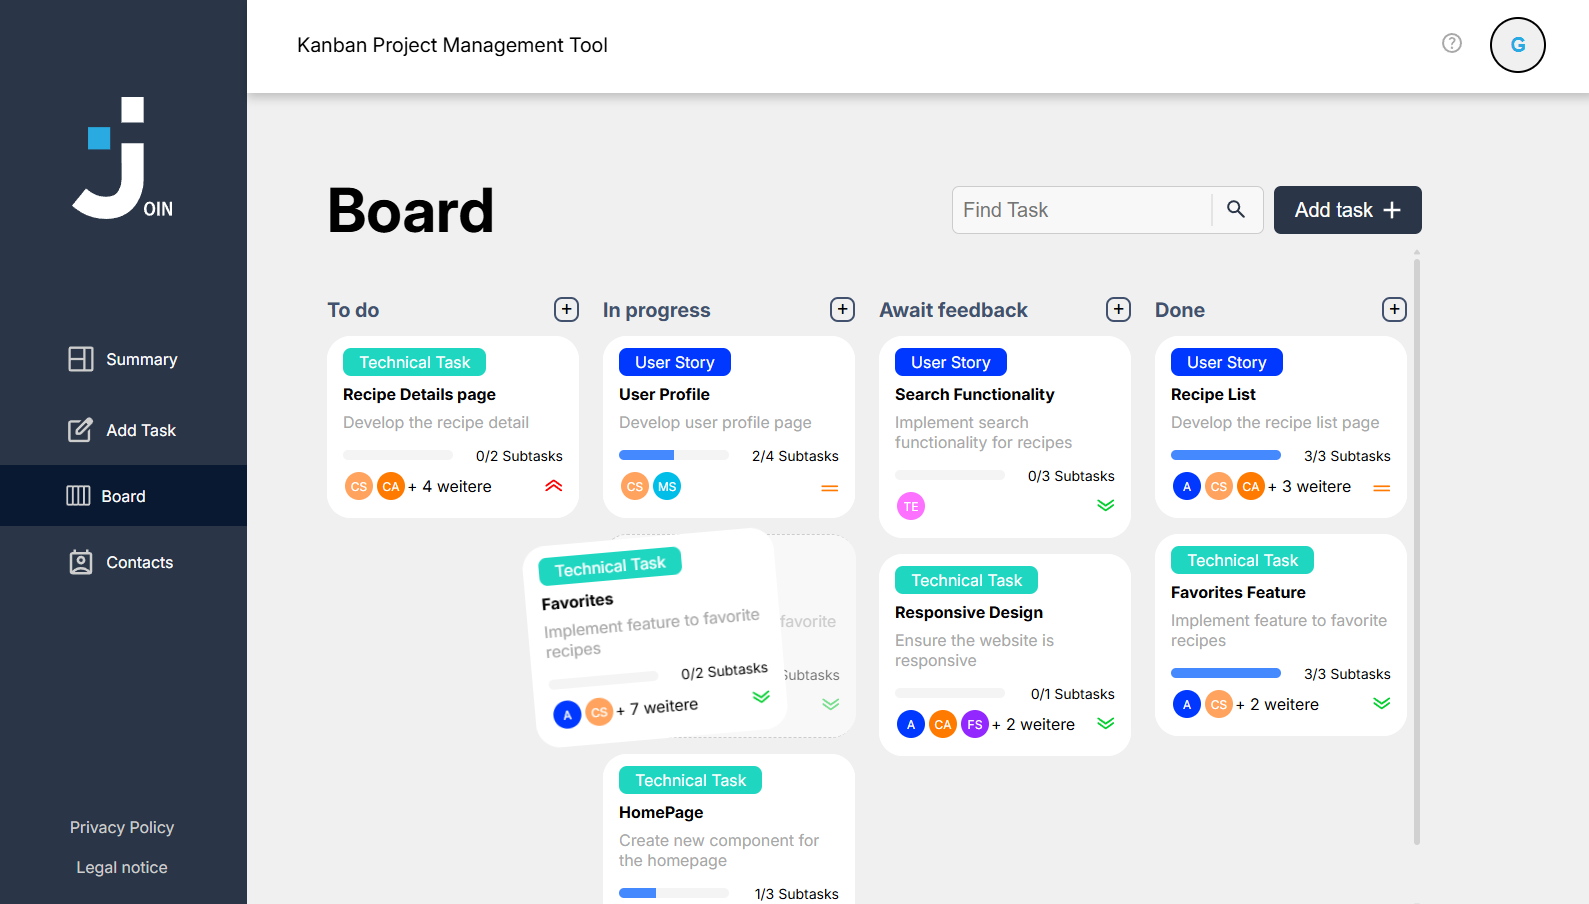 Kanban Project Management Tool
G
OIN
Board
Find Task
Add task
Summary
Add Task
Board
Contacts
Privacy Policy
Legal notice
To do
Technical Task
Recipe Details page
Develop the recipe detail
0/2 Subtasks
CS CA + 4 weitere
In progress
User Story
User Profile
Develop user profile page
2/4 Subtasks
CS MS
Technical Task
Favorites
Implement feature to favorite
recipes
0/2 Subtasks
A CS + 7 weitere
favorite
Subtasks
Technical Task
HomePage
Create new component for
the homepage
1/3 Subtasks
Await feedback
User Story
Search Functionality
Implement search
functionality for recipes
0/3 Subtasks
TE
Technical Task
Responsive Design
Ensure the website is
responsive
0/1 Subtasks
A CA FS + 2 weitere
Done
User Story
Recipe List
Develop the recipe list page
3/3 Subtasks
A CS CA + 3 weitere
Technical Task
Favorites Feature
Implement feature to favorite
recipes
3/3 Subtasks
A CS + 2 weitere